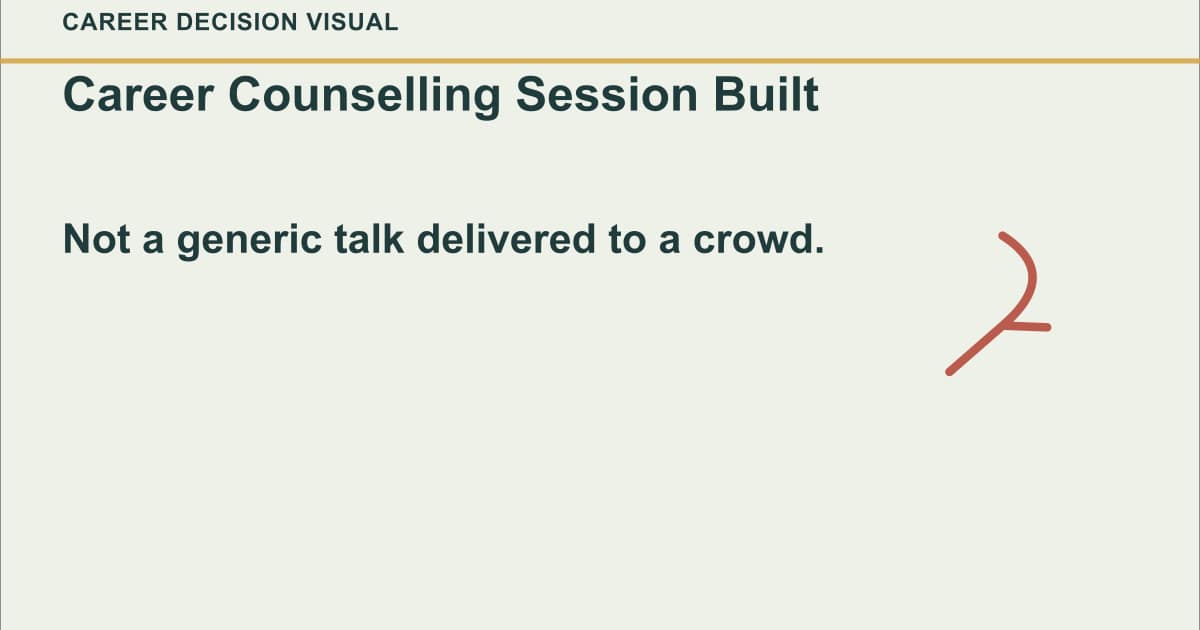 CAREER DECISION VISUAL
Career Counselling Session Built
Not a generic talk delivered to a crowd.